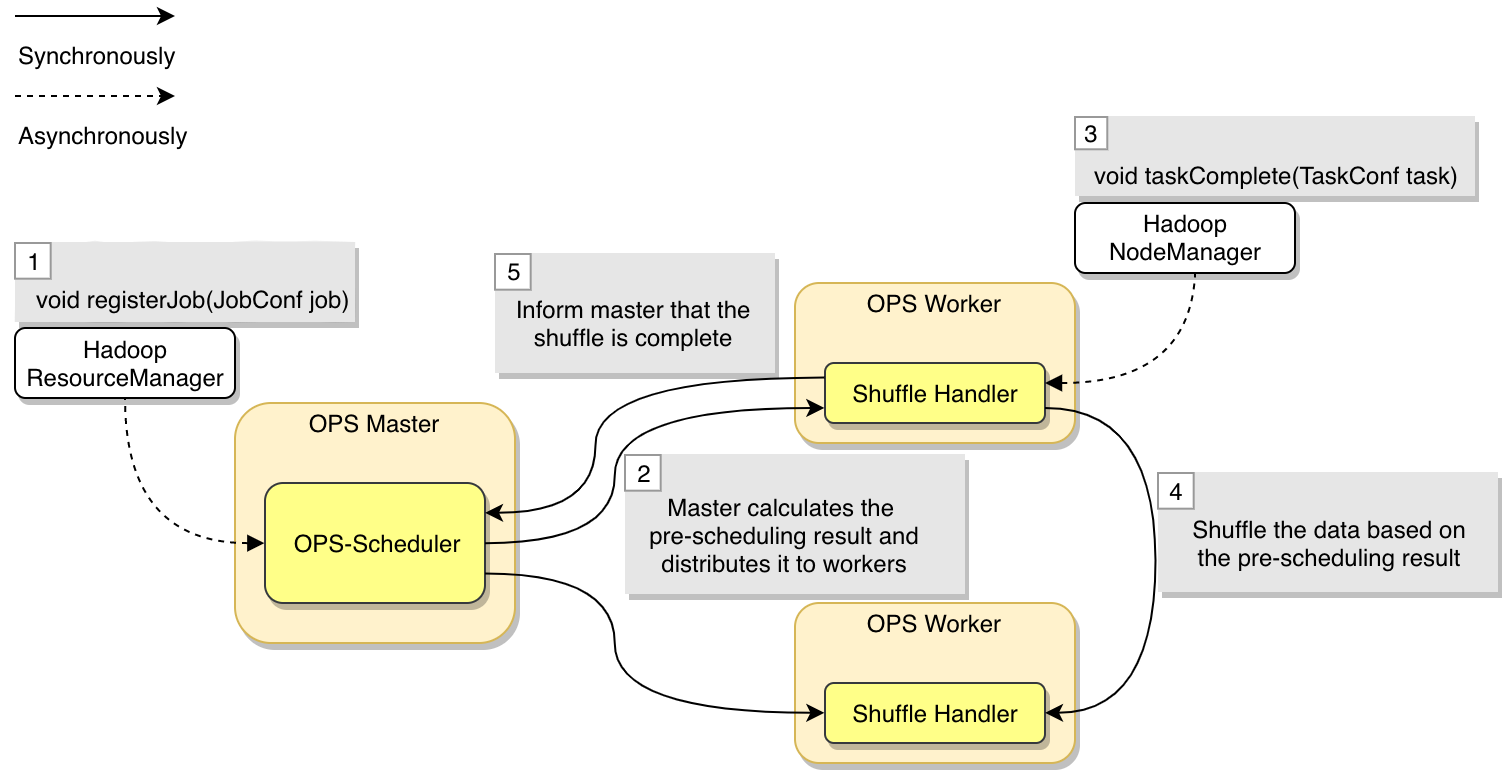 Synchronously
Asynchronously
3
void taskComplete(TaskConf task)
Hadoop
NodeManager
1
void registerJob(JobConf job)
Hadoop
ResourceManager
5
Inform master that the
shuffle is complete
OPS Worker
Shuffle Handler
OPS Master
OPS-Scheduler
2
Master calculates the
pre-scheduling result and
distributes it to workers
4
Shuffle the data based on
the pre-scheduling result
OPS Worker
Shuffle Handler